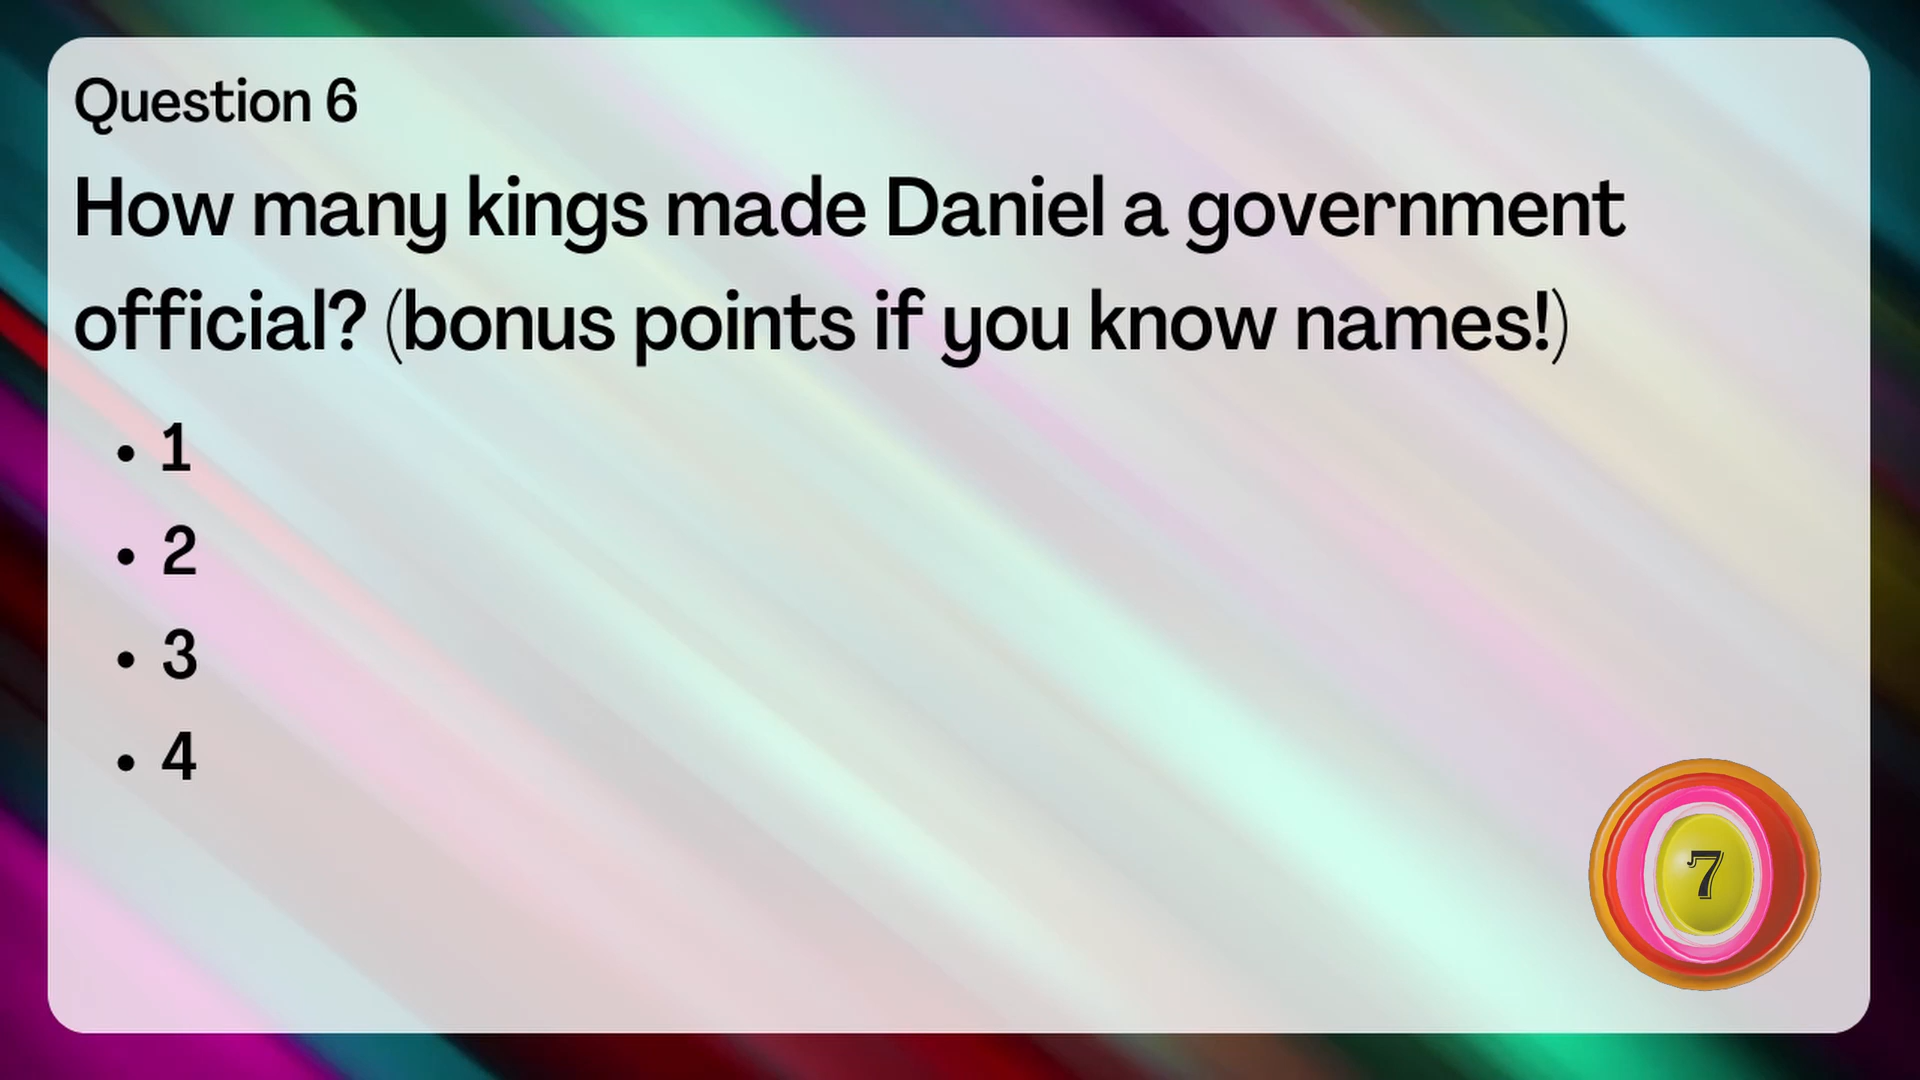 Question 6
How many kings made Daniel a government
official? (bonus points if you know names!)
• 1
• 2
• 3
• 4
7